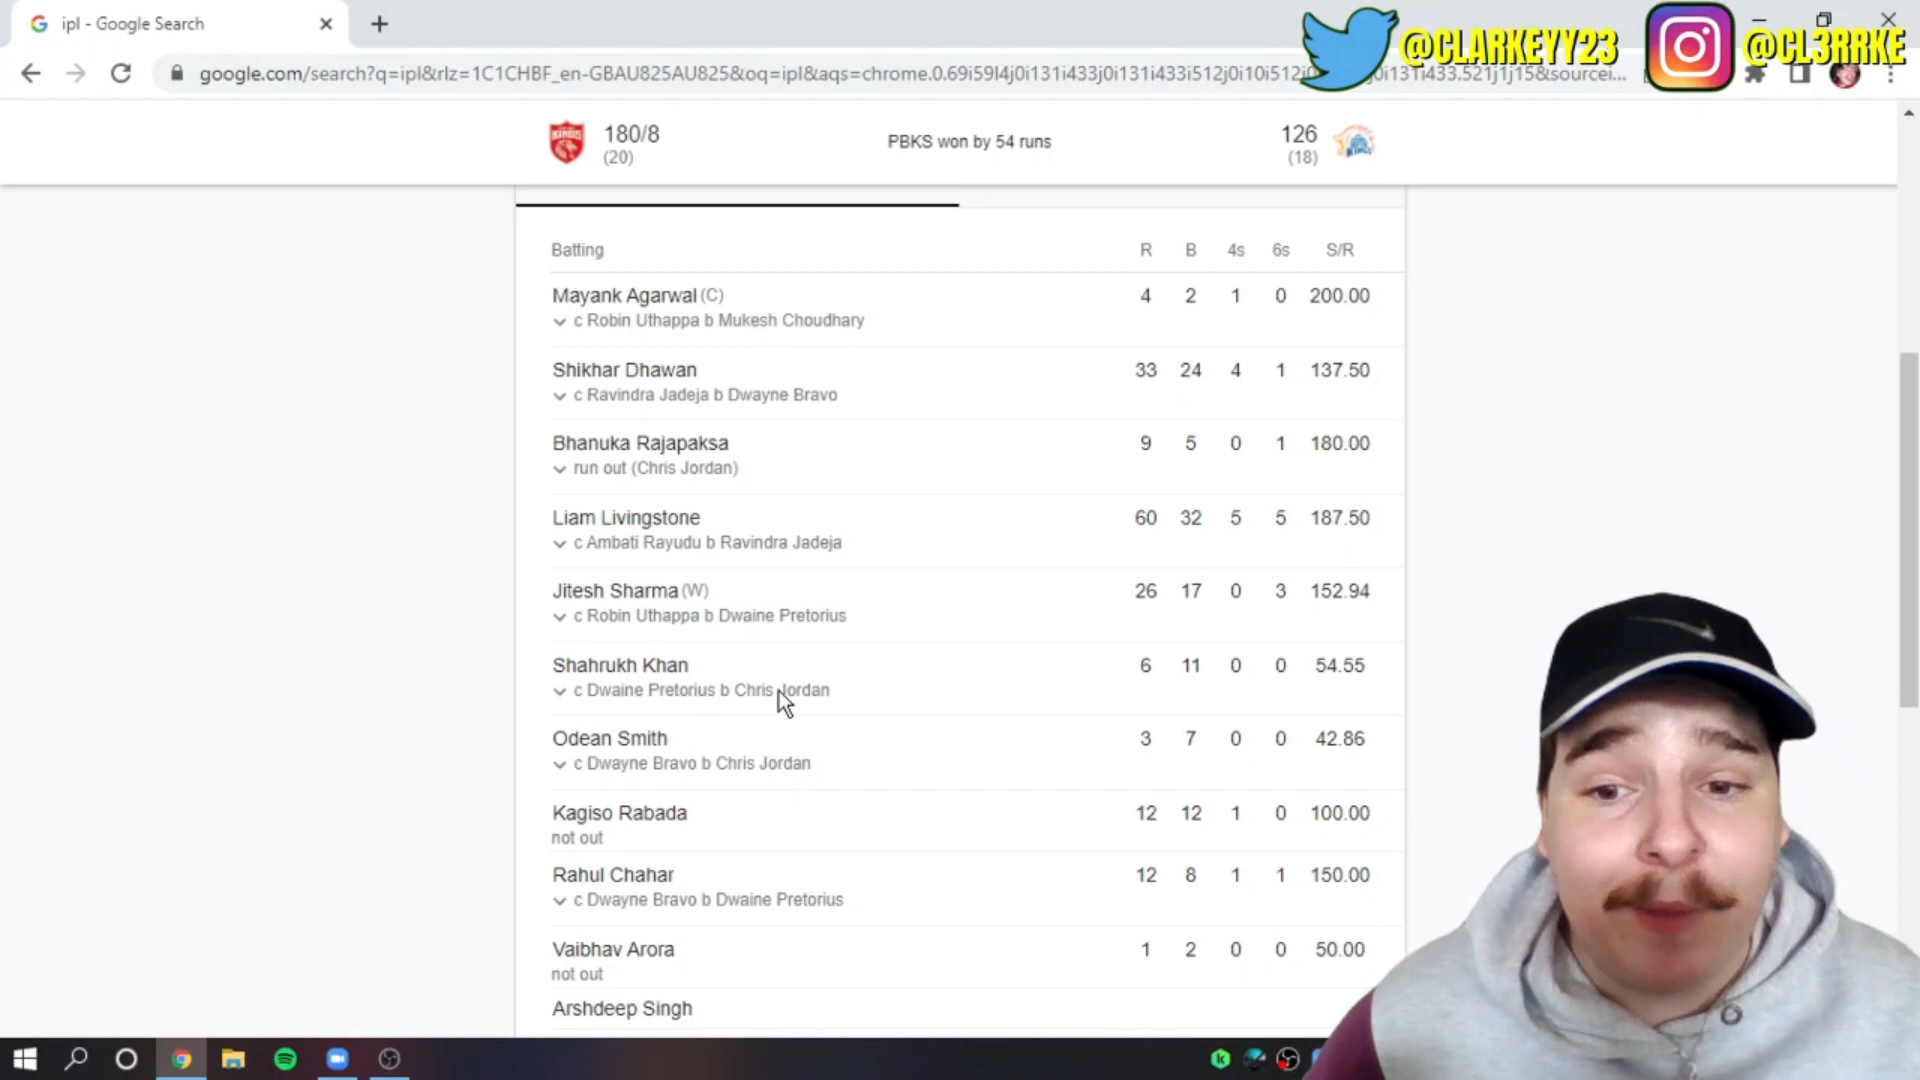 ipl - Google Search
@CLARKEYY23
@CL3RRKE
google.com/search?q=ipl&rlz=1C1CHBF_en-GBAU825AU825&oq=ipl&aqs=chrome.0.69i59l4j0i131i433j0i131i433i512j0i10i512j0 j0i131i433.521j1j15&sourcei...
180/8
(20)
PBKS won by 54 runs
126
(18)
KINGS
Batting R B 4s 6s S/R
Mayank Agarwal (C) 4 2 1 0 200.00
c Robin Uthappa b Mukesh Choudhary
Shikhar Dhawan 33 24 4 1 137.50
c Ravindra Jadeja b Dwayne Bravo
Bhanuka Rajapaksa 9 5 0 1 180.00
run out (Chris Jordan)
Liam Livingstone 60 32 5 5 187.50
c Ambati Rayudu b Ravindra Jadeja
Jitesh Sharma (W) 26 17 0 3 152.94
c Robin Uthappa b Dwaine Pretorius
Shahrukh Khan 6 11 0 0 54.55
c Dwaine Pretorius b Chris Jordan
Odean Smith 3 7 0 0 42.86
c Dwayne Bravo b Chris Jordan
Kagiso Rabada 12 12 1 0 100.00
not out
Rahul Chahar 12 8 1 1 150.00
c Dwayne Bravo b Dwaine Pretorius
Vaibhav Arora 1 2 0 0 50.00
not out
Arshdeep Singh